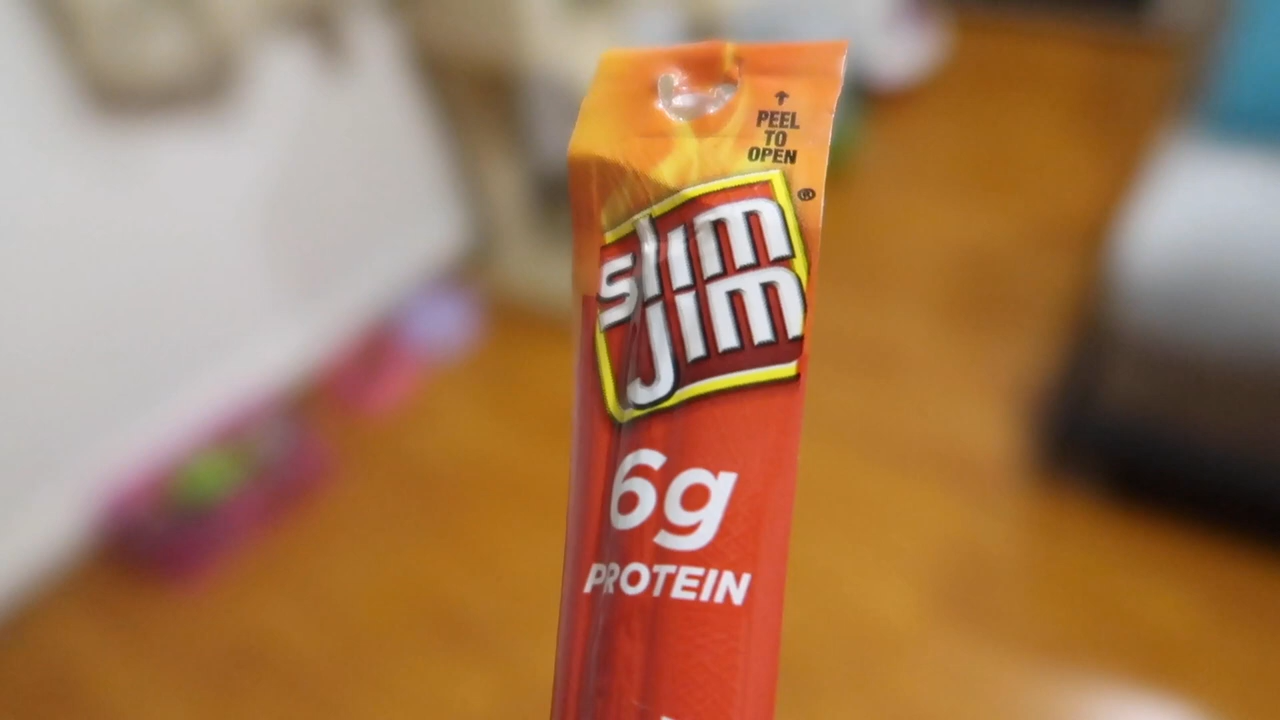 ↑
PEEL
TO
OPEN
slim
jim®
6g
PROTEIN